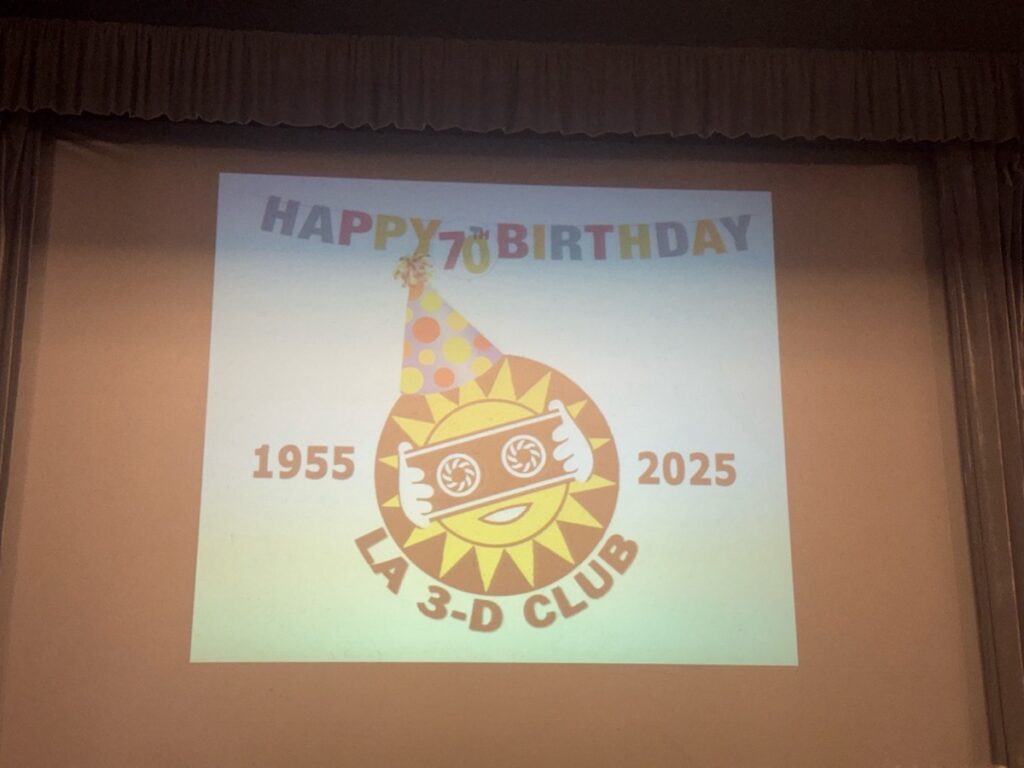 HAPPY 70TH BIRTHDAY
1955
2025
LA 3-D CLUB